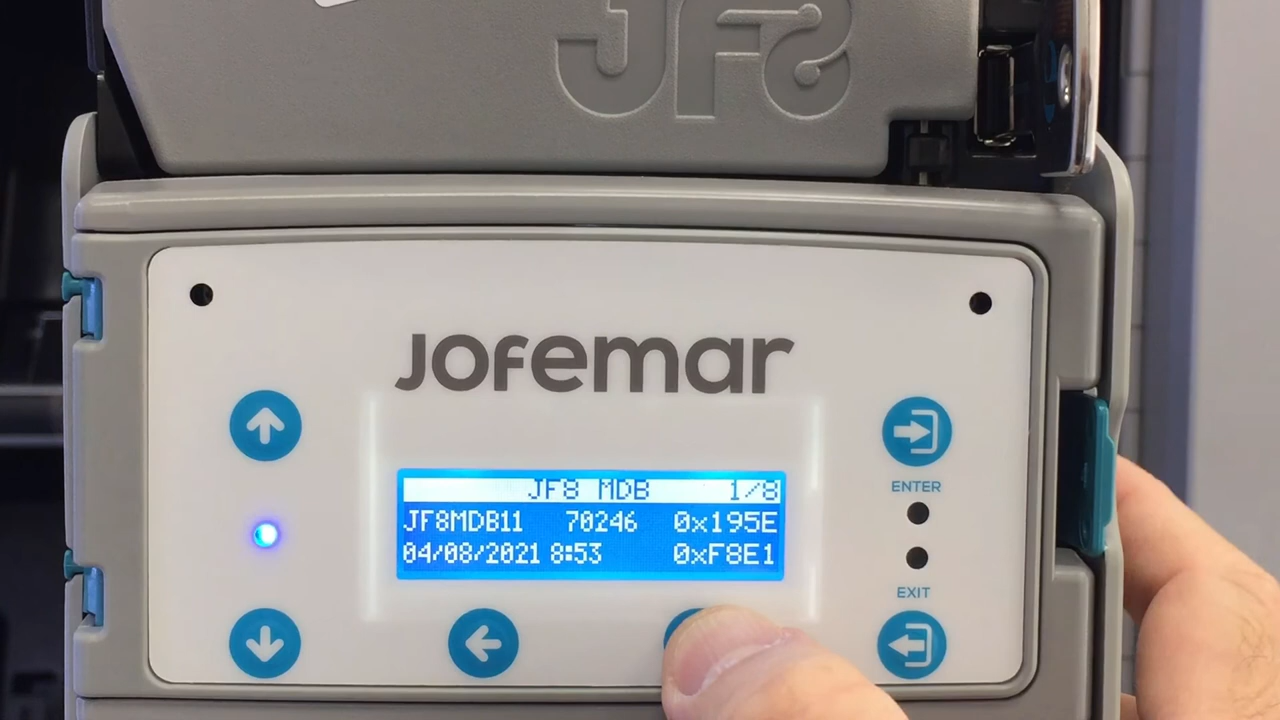 JF8
Jofemar
JF8 MDB 1/8
JF8MDB11 70246 0x195E
04/08/2021 8:53 0xF8E1
ENTER
EXIT